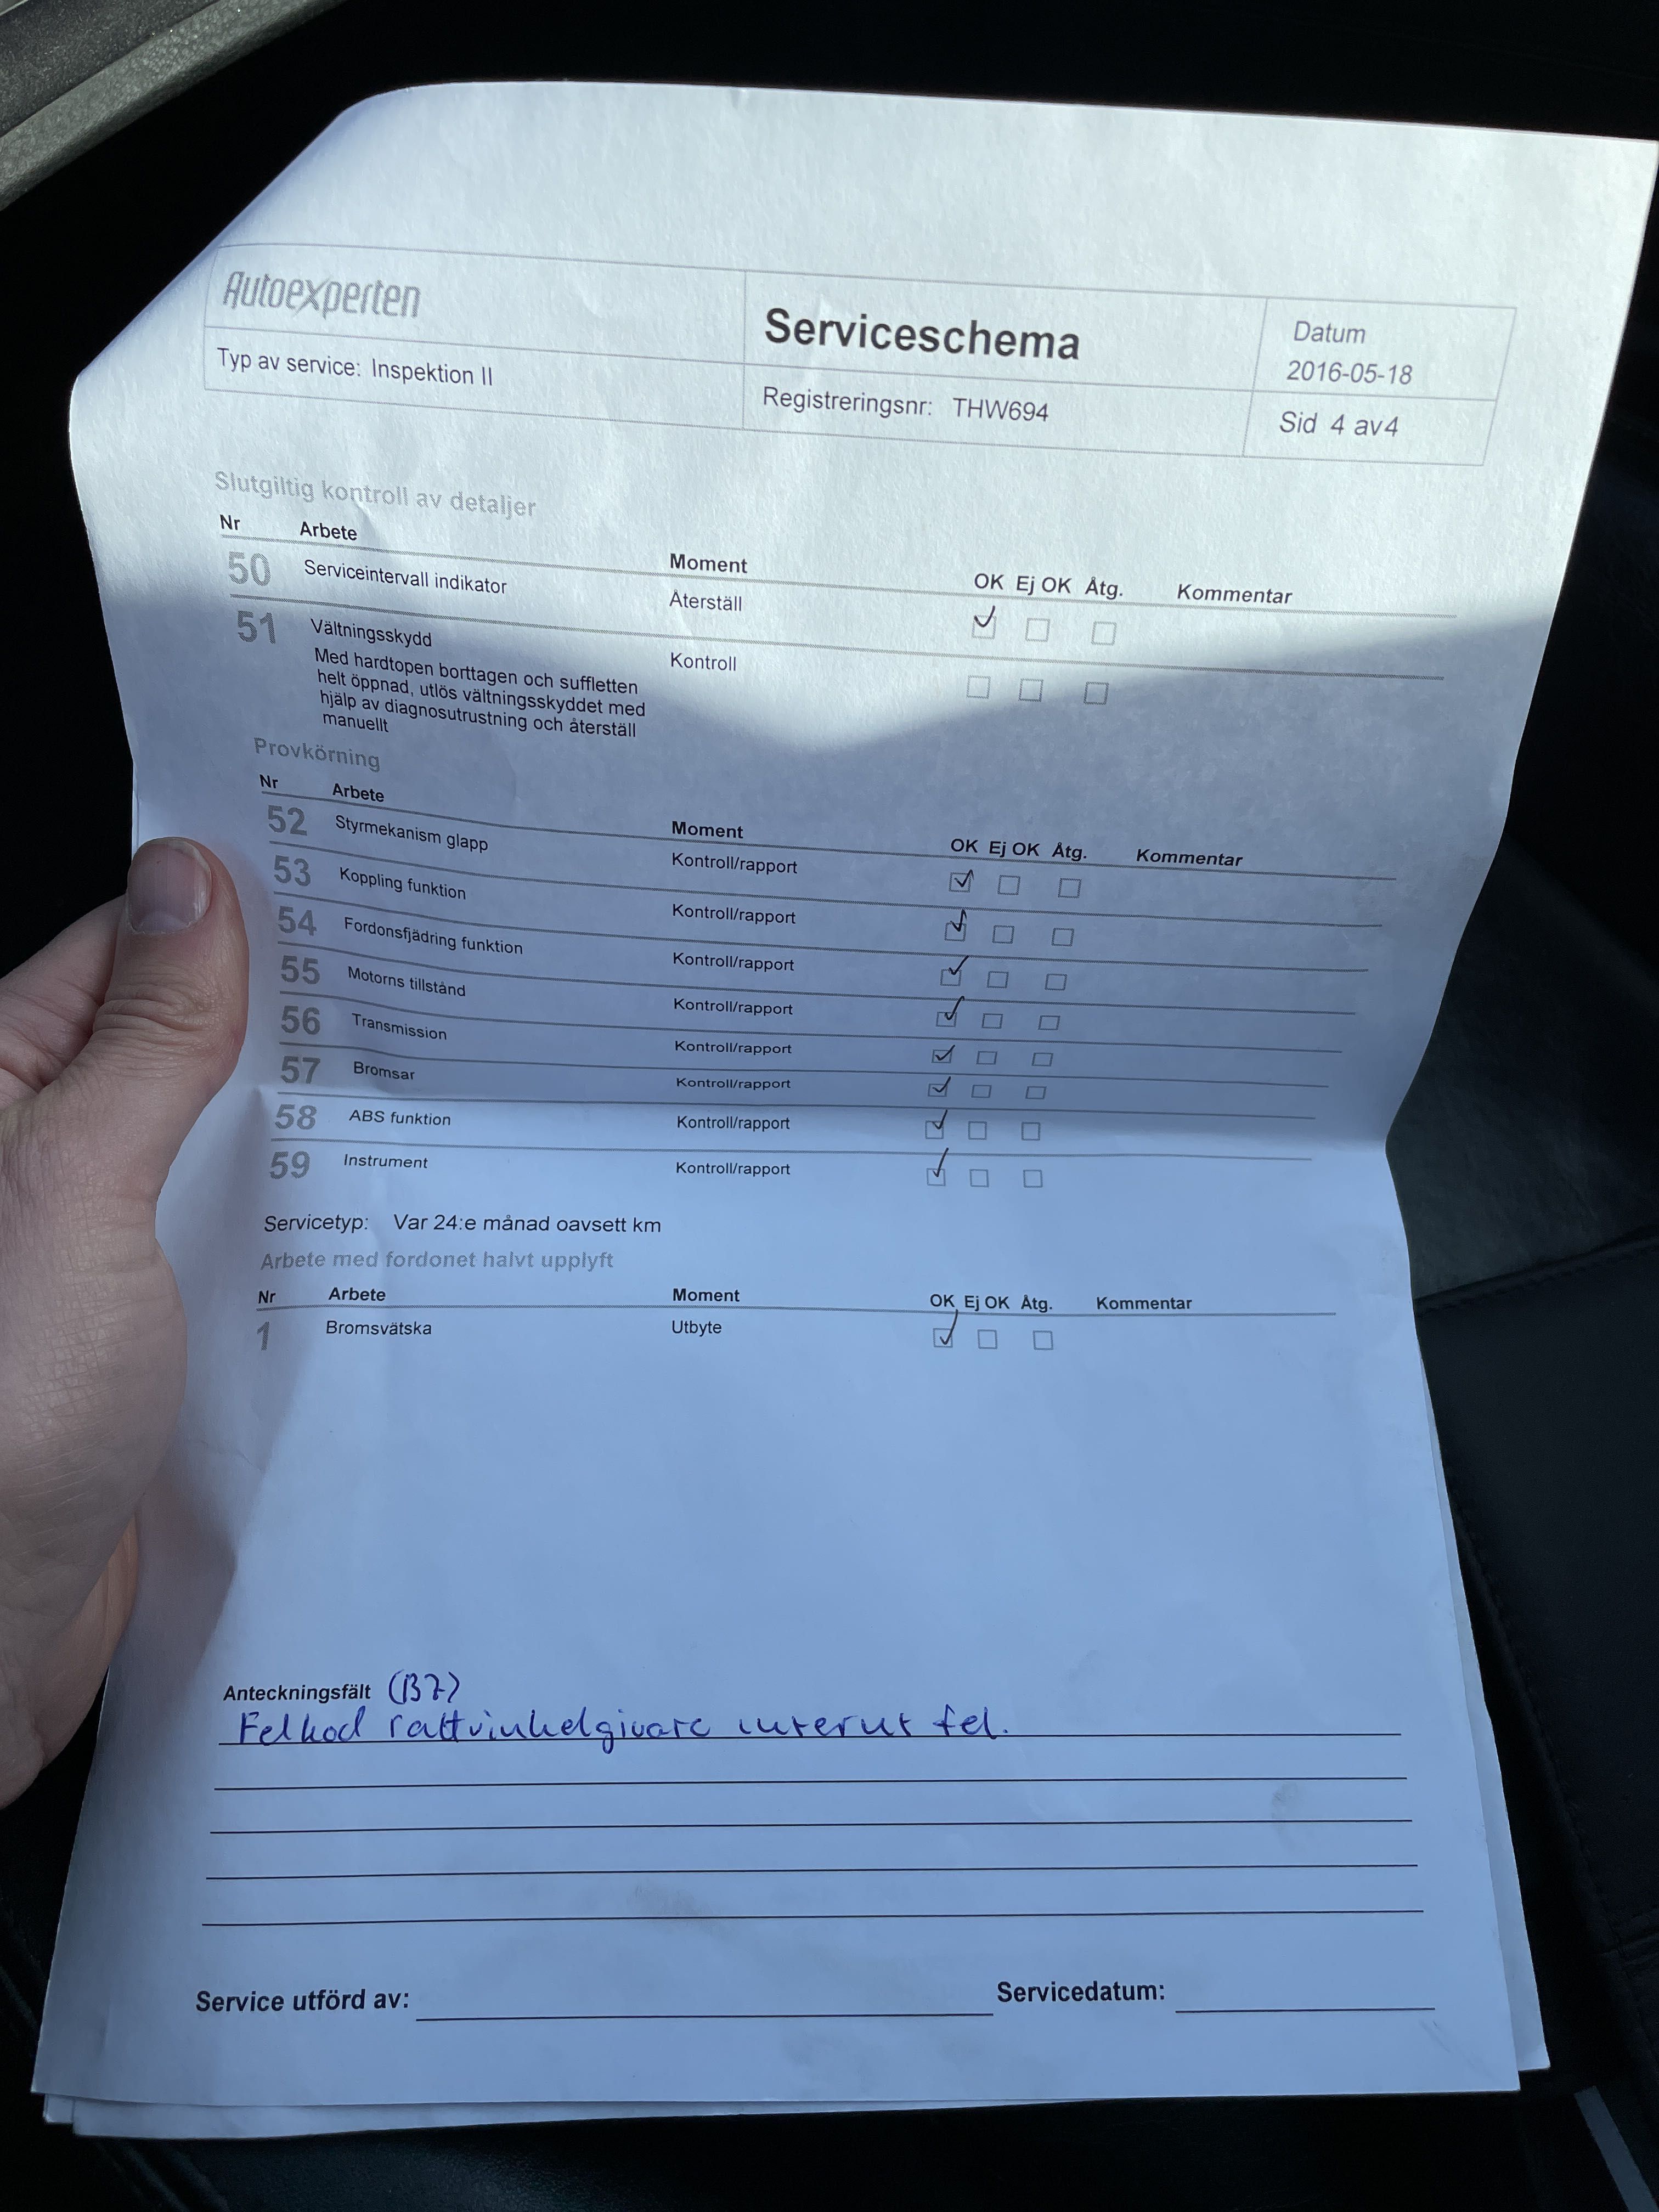 Autoexperten
Serviceschema
Datum
2016-05-18
Typ av service: Inspektion II
Registreringsnr: THW694
Sid 4 av4
Slutgiltig kontroll av detaljer
Nr Arbete Moment OK Ej OK Åtg. Kommentar
50 Serviceintervall indikator Återställ
51 Vältningsskydd Kontroll
Med hardtopen borttagen och suffletten
helt öppnad, utlös vältningsskyddet med
hjälp av diagnosutrustning och återställ
manuellt
Provkörning
Nr Arbete Moment OK Ej OK Åtg. Kommentar
52 Styrmekanism glapp Kontroll/rapport
53 Koppling funktion Kontroll/rapport
54 Fordonsfjädring funktion Kontroll/rapport
55 Motorns tillstånd Kontroll/rapport
56 Transmission Kontroll/rapport
57 Bromsar Kontroll/rapport
58 ABS funktion Kontroll/rapport
59 Instrument Kontroll/rapport
Servicetyp: Var 24:e månad oavsett km
Arbete med fordonet halvt upplyft
Nr Arbete Moment OK Ej OK Åtg. Kommentar
1 Bromsvätska Utbyte
Anteckningsfält (B7)
Felkod rattvinkelgivare internt fel.
Service utförd av: Servicedatum: